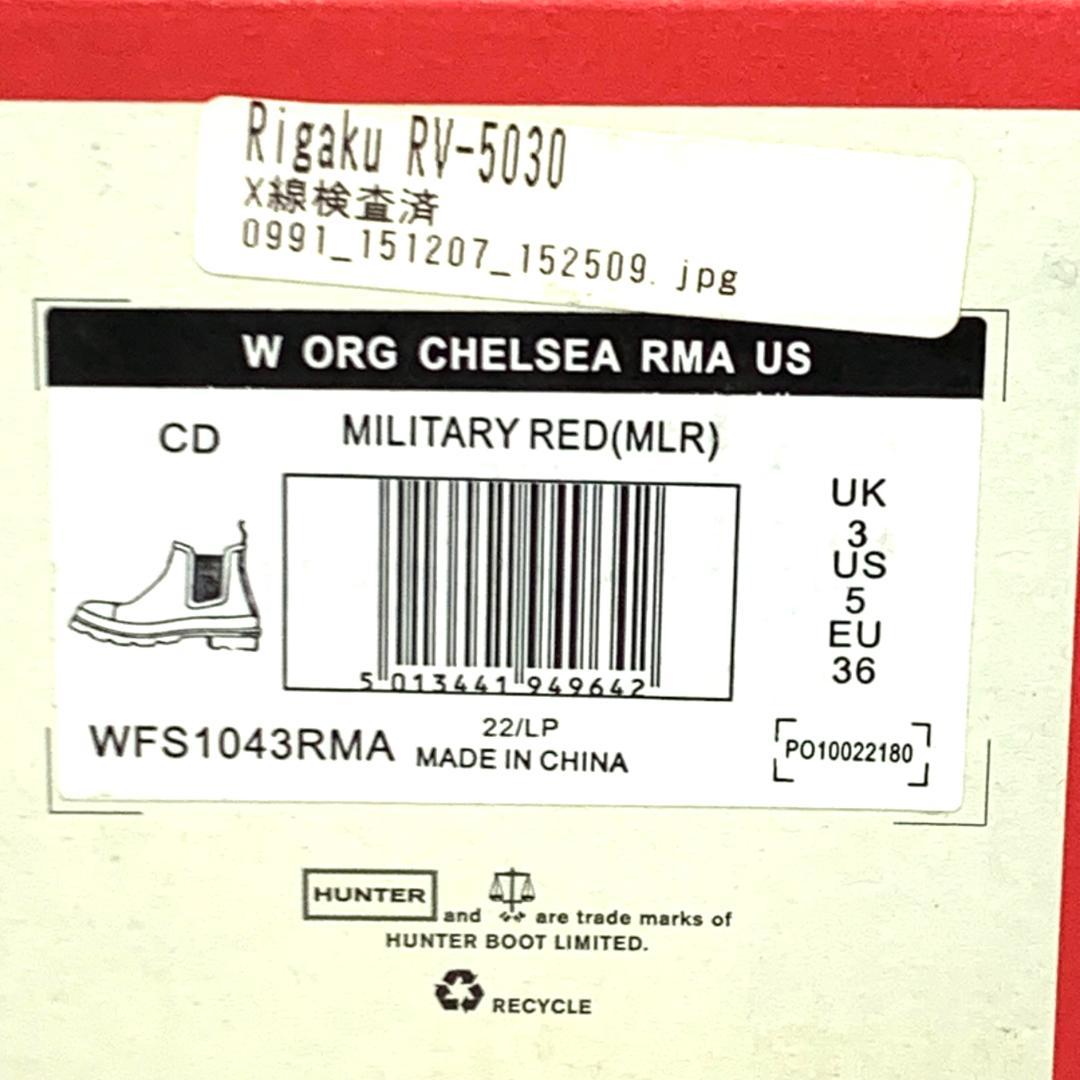 Rigaku RV-5030
X線検査済
0991_151207_152509.jpg
W ORG CHELSEA RMA US
CD
MILITARY RED(MLR)
UK
3
US
5
EU
36
5 013441 949642
WFS1043RMA
22/LP
MADE IN CHINA
PO10022180
HUNTER and are trade marks of
HUNTER BOOT LIMITED.
RECYCLE